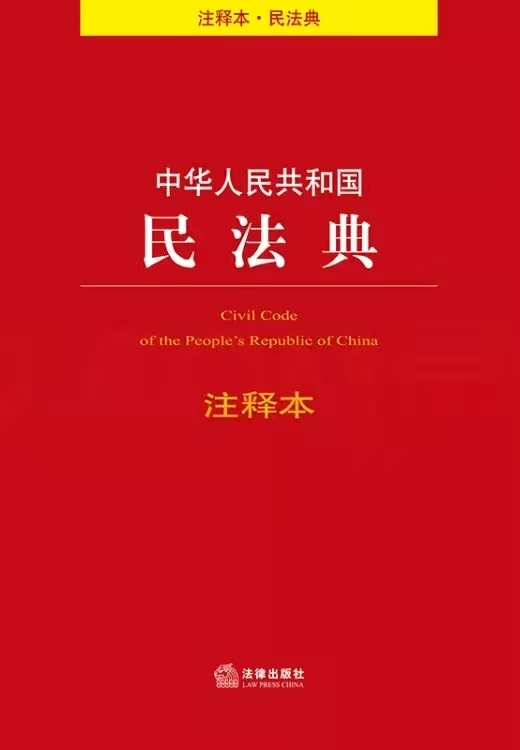 注释本·民法典
中华人民共和国
民法典
Civil Code
of the People's Republic of China
注释本
法律出版社
LAW PRESS·CHINA